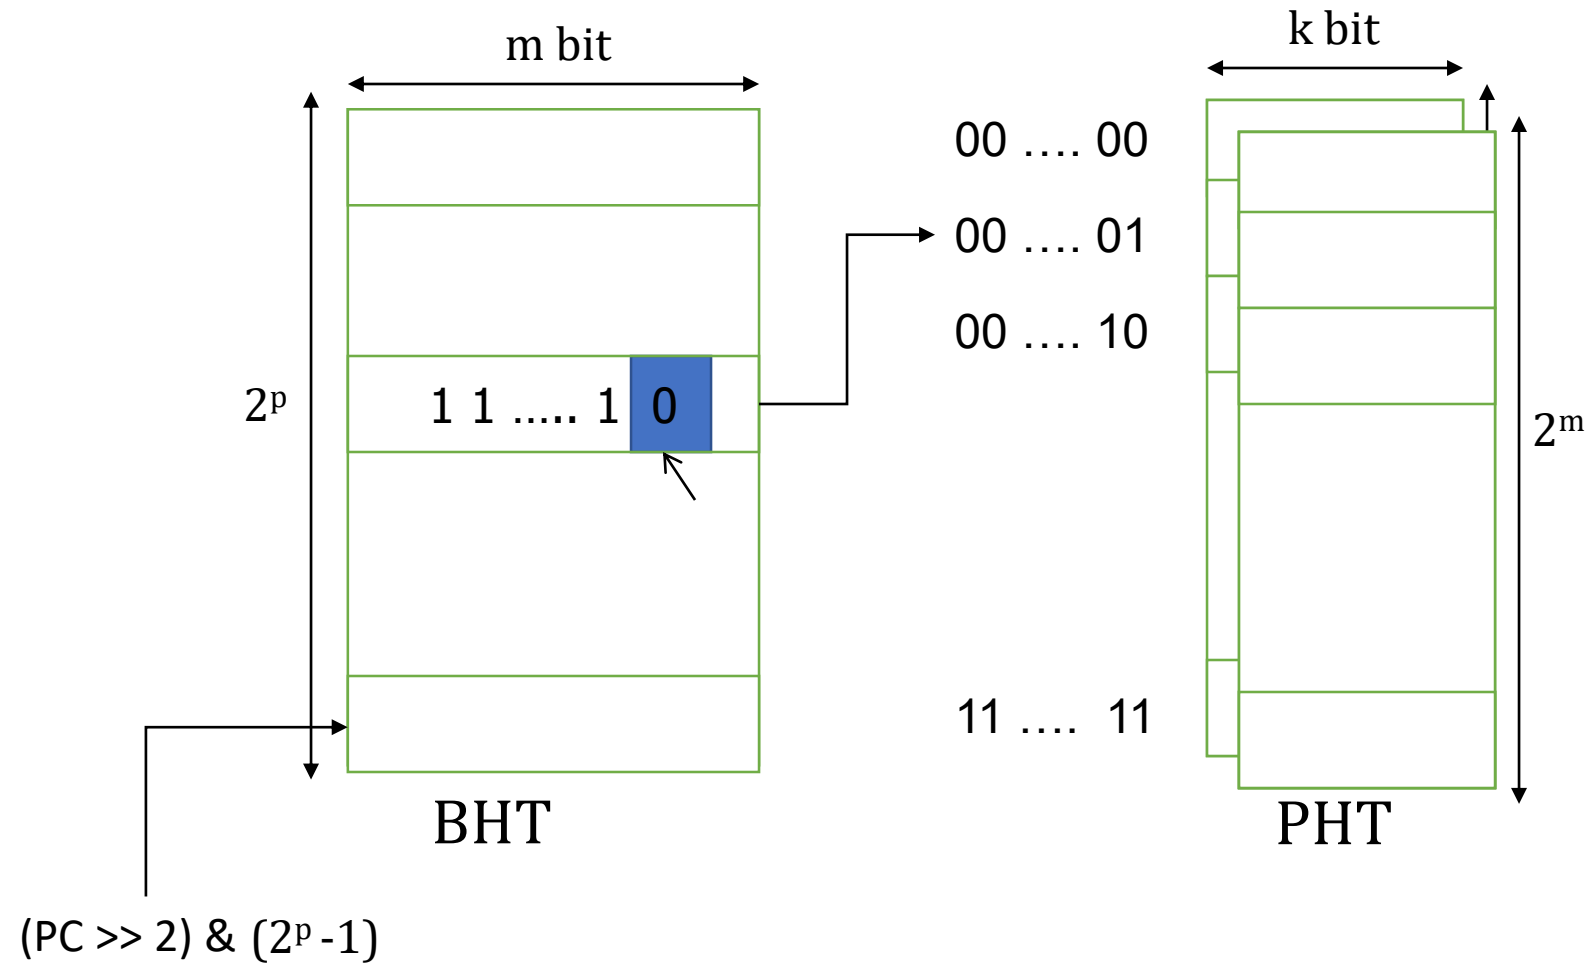 m bit
k bit
00 .... 00
00 .... 01
00 .... 10
2ᵖ
1 1 ..... 1 0
2ᵐ
11 .... 11
BHT
PHT
(PC >> 2) & (2ᵖ -1)